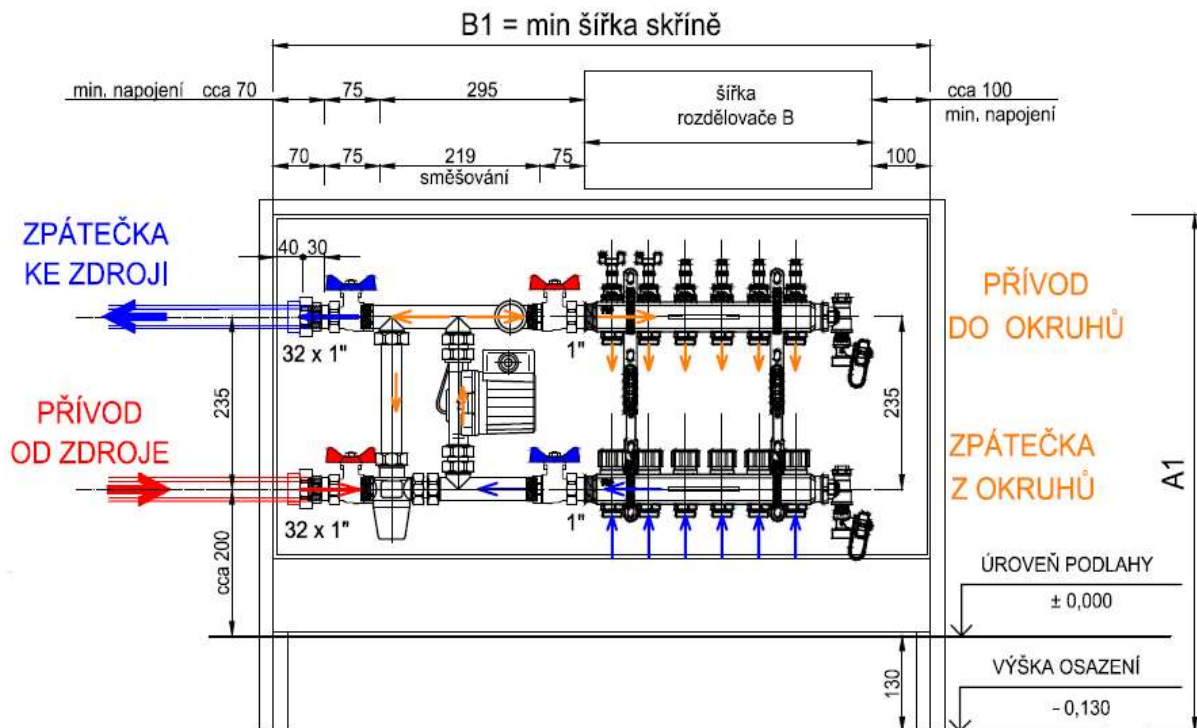 B1 = min šířka skříně
min. napojení cca 70
75
295
šířka
rozdělovače B
cca 100
min. napojení
70
75
219
75
100
směšování
ZPÁTEČKA
KE ZDROJI
40 30
PŘÍVOD
DO OKRUHŮ
32 x 1"
1"
235
235
PŘÍVOD
OD ZDROJE
ZPÁTEČKA
Z OKRUHŮ
A1
32 x 1"
1"
cca 200
ÚROVEŇ PODLAHY
± 0,000
130
VÝŠKA OSAZENÍ
- 0,130